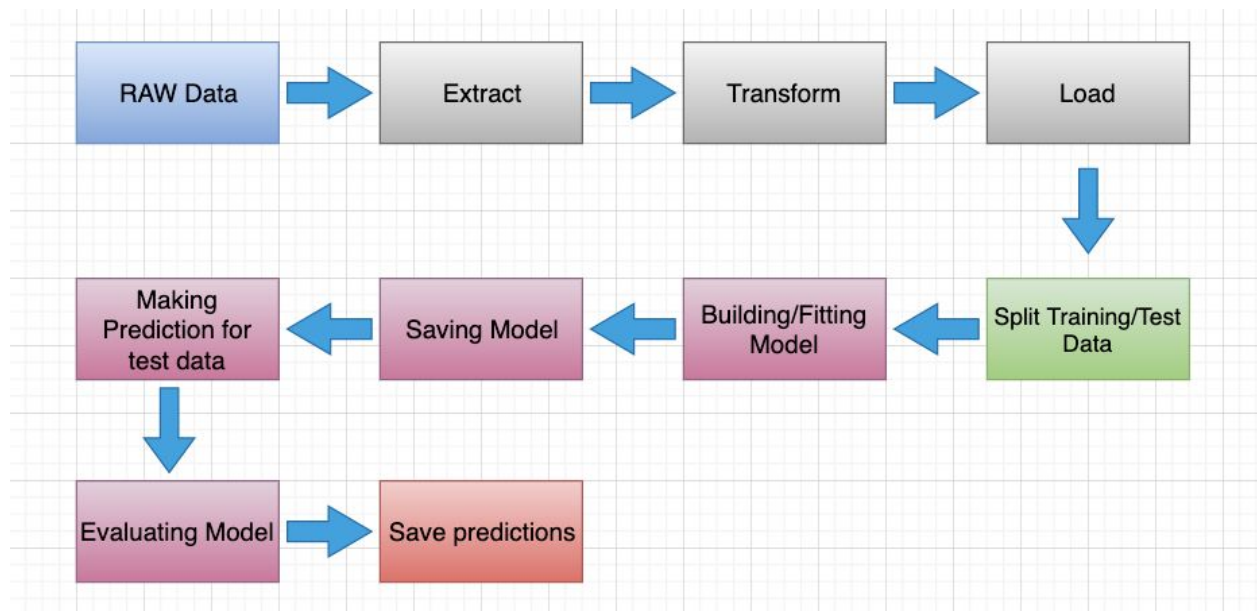 RAW Data
Extract
Transform
Load
Split Training/Test
Data
Building/Fitting
Model
Saving Model
Making
Prediction for
test data
Evaluating Model
Save predictions